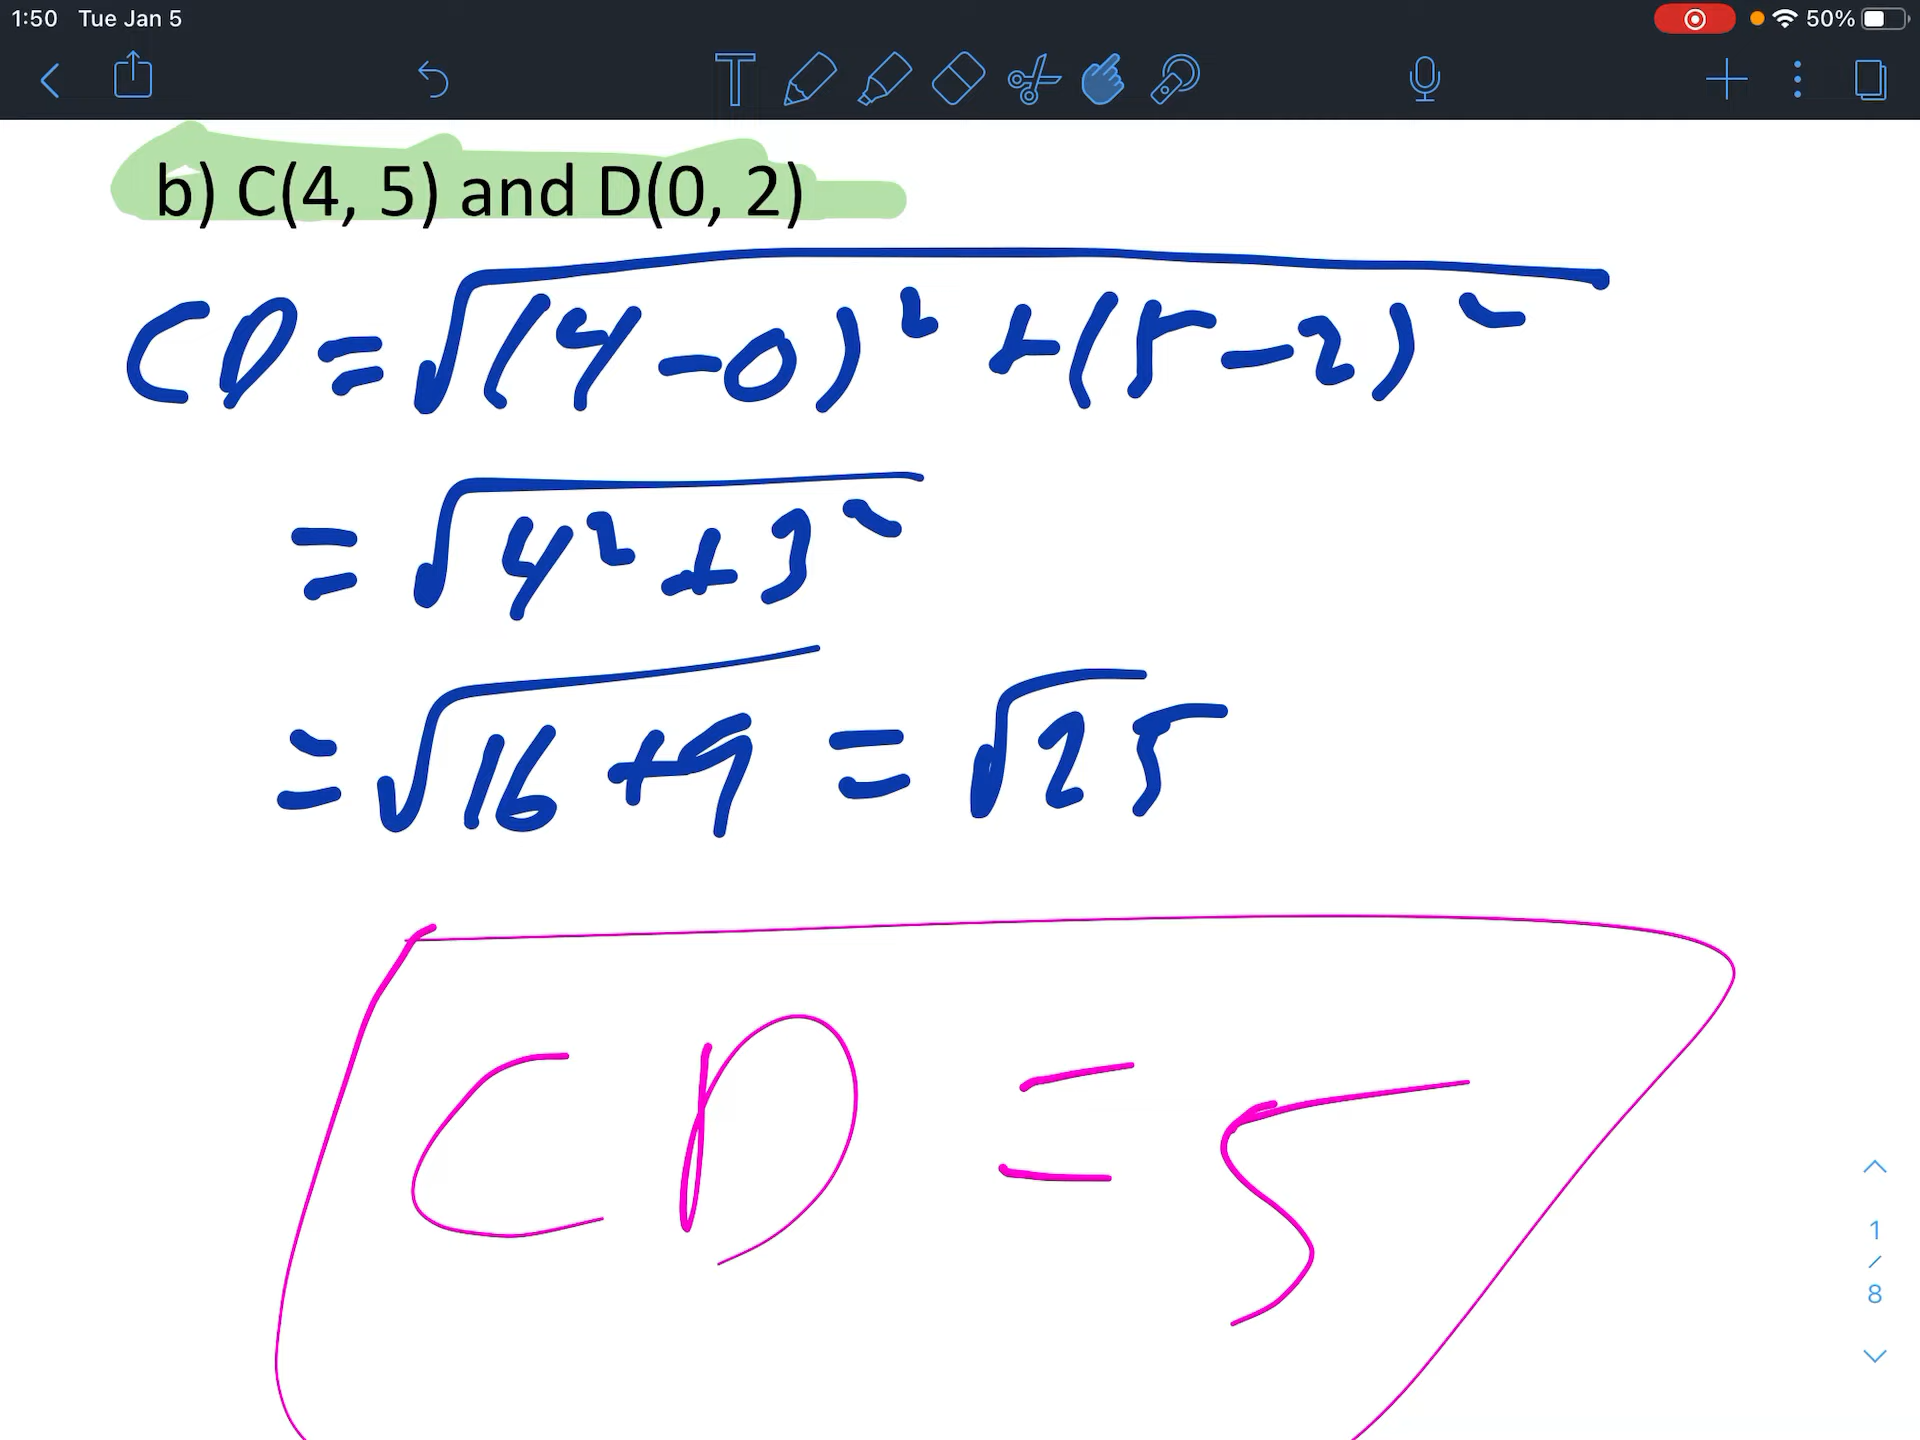 1:50 Tue Jan 5 50%
b) C(4, 5) and D(0, 2)
CD = √(4-0)² + (5-2)²
= √4² + 3²
= √16 + 9 = √25
CD = 5
1
/
8